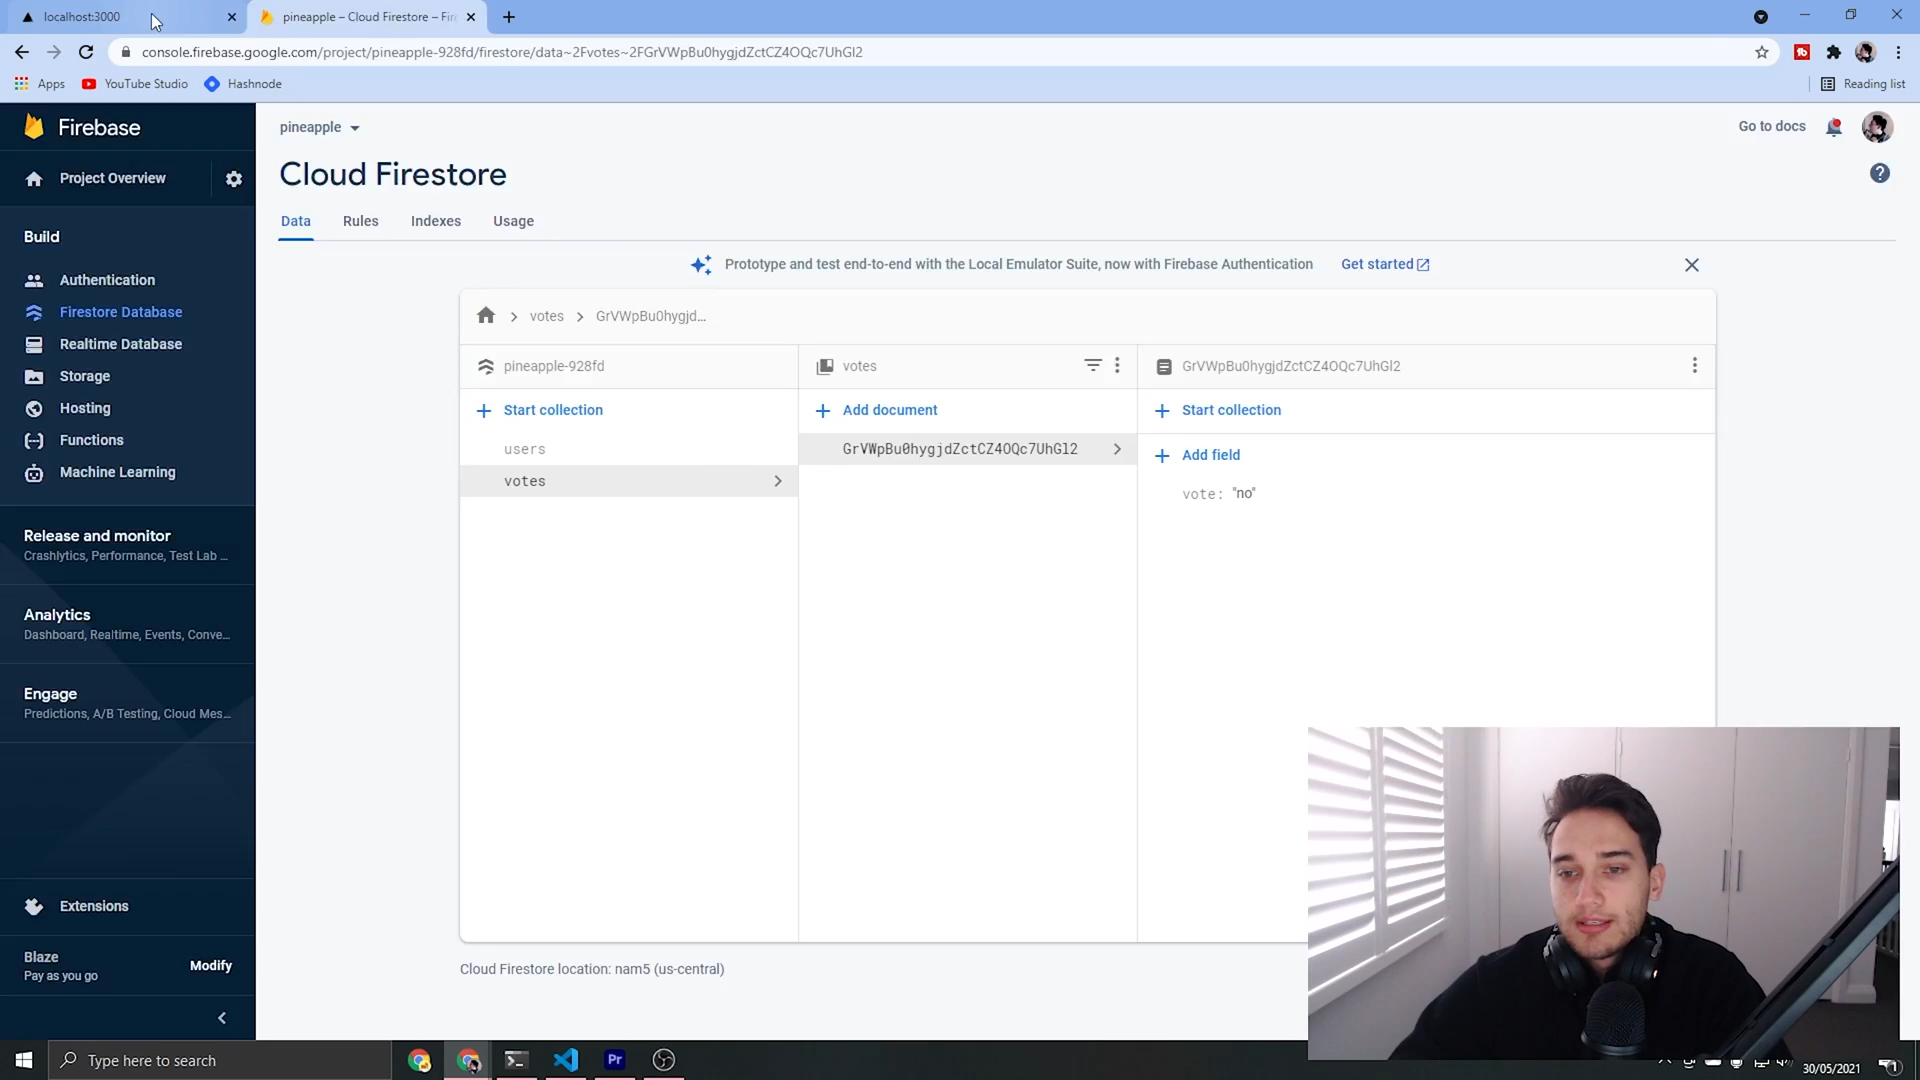 localhost:3000
pineapple – Cloud Firestore – Fire
console.firebase.google.com/project/pineapple-928fd/firestore/data~2Fvotes~2FGrVWpBu0hygjdZctCZ4OQc7UhGl2
Apps
YouTube Studio
Hashnode
Reading list
Firebase
pineapple
Go to docs
Project Overview
Cloud Firestore
Data
Rules
Indexes
Usage
Build
Prototype and test end-to-end with the Local Emulator Suite, now with Firebase Authentication
Get started
Authentication
Firestore Database
Realtime Database
Storage
Hosting
Functions
Machine Learning
votes
GrVWpBu0hygjd...
pineapple-928fd
votes
GrVWpBu0hygjdZctCZ4OQc7UhGl2
Start collection
Add document
Start collection
users
votes
GrVWpBu0hygjdZctCZ4OQc7UhGl2
Add field
vote: "no"
Release and monitor
Crashlytics, Performance, Test Lab ...
Analytics
Dashboard, Realtime, Events, Conve...
Engage
Predictions, A/B Testing, Cloud Mes...
Extensions
Blaze
Pay as you go
Modify
Cloud Firestore location: nam5 (us-central)
Type here to search
Pr
30/05/2021
1